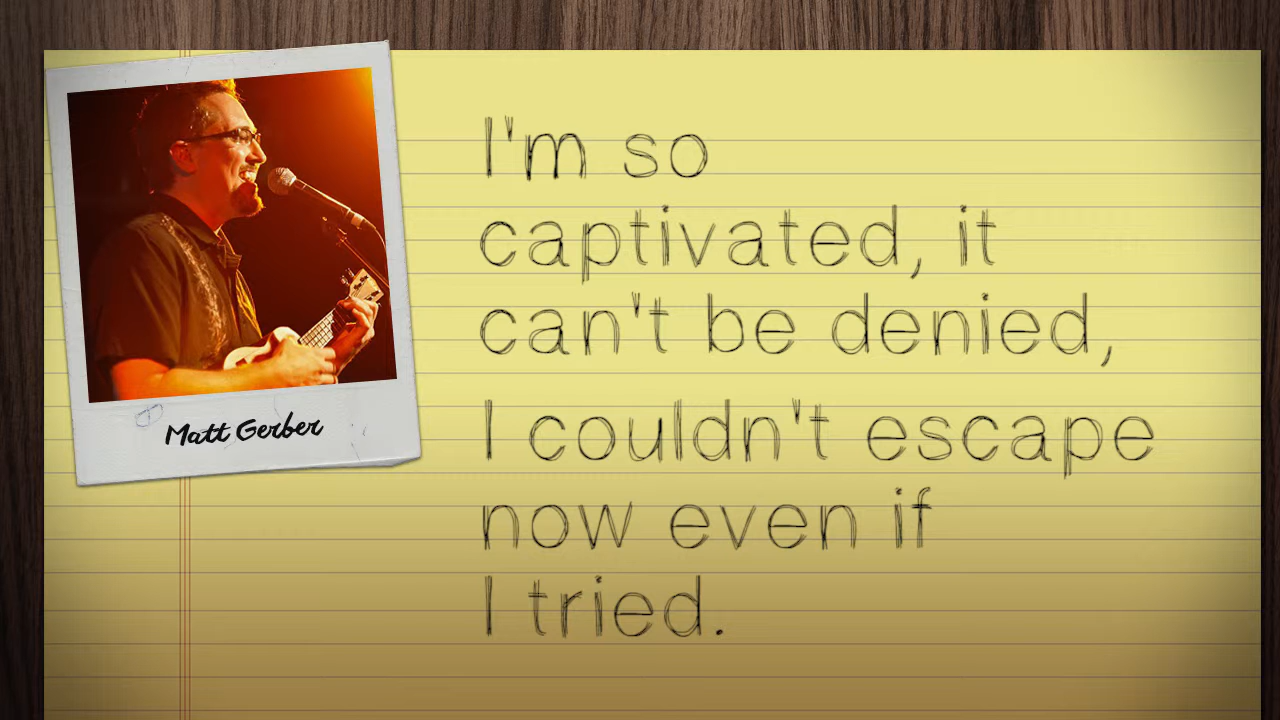 Matt Gerber
I'm so
captivated, it
can't be denied,
I couldn't escape
now even if
I tried.